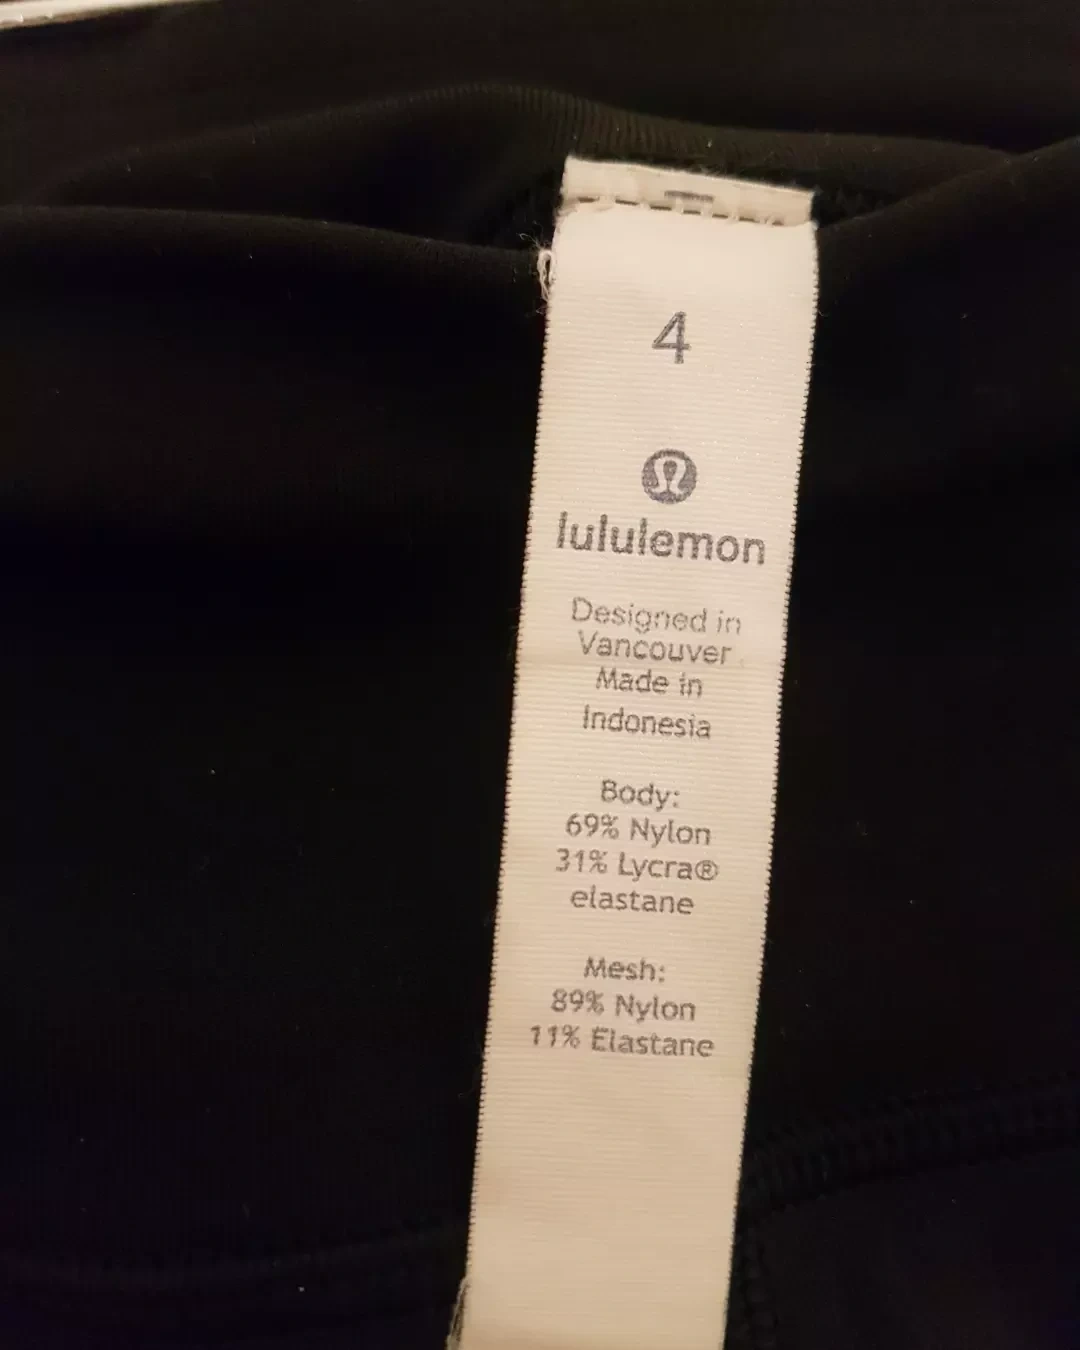 4
lululemon
Designed in
Vancouver
Made in
Indonesia
Body:
69% Nylon
31% Lycra®
elastane
Mesh:
89% Nylon
11% Elastane